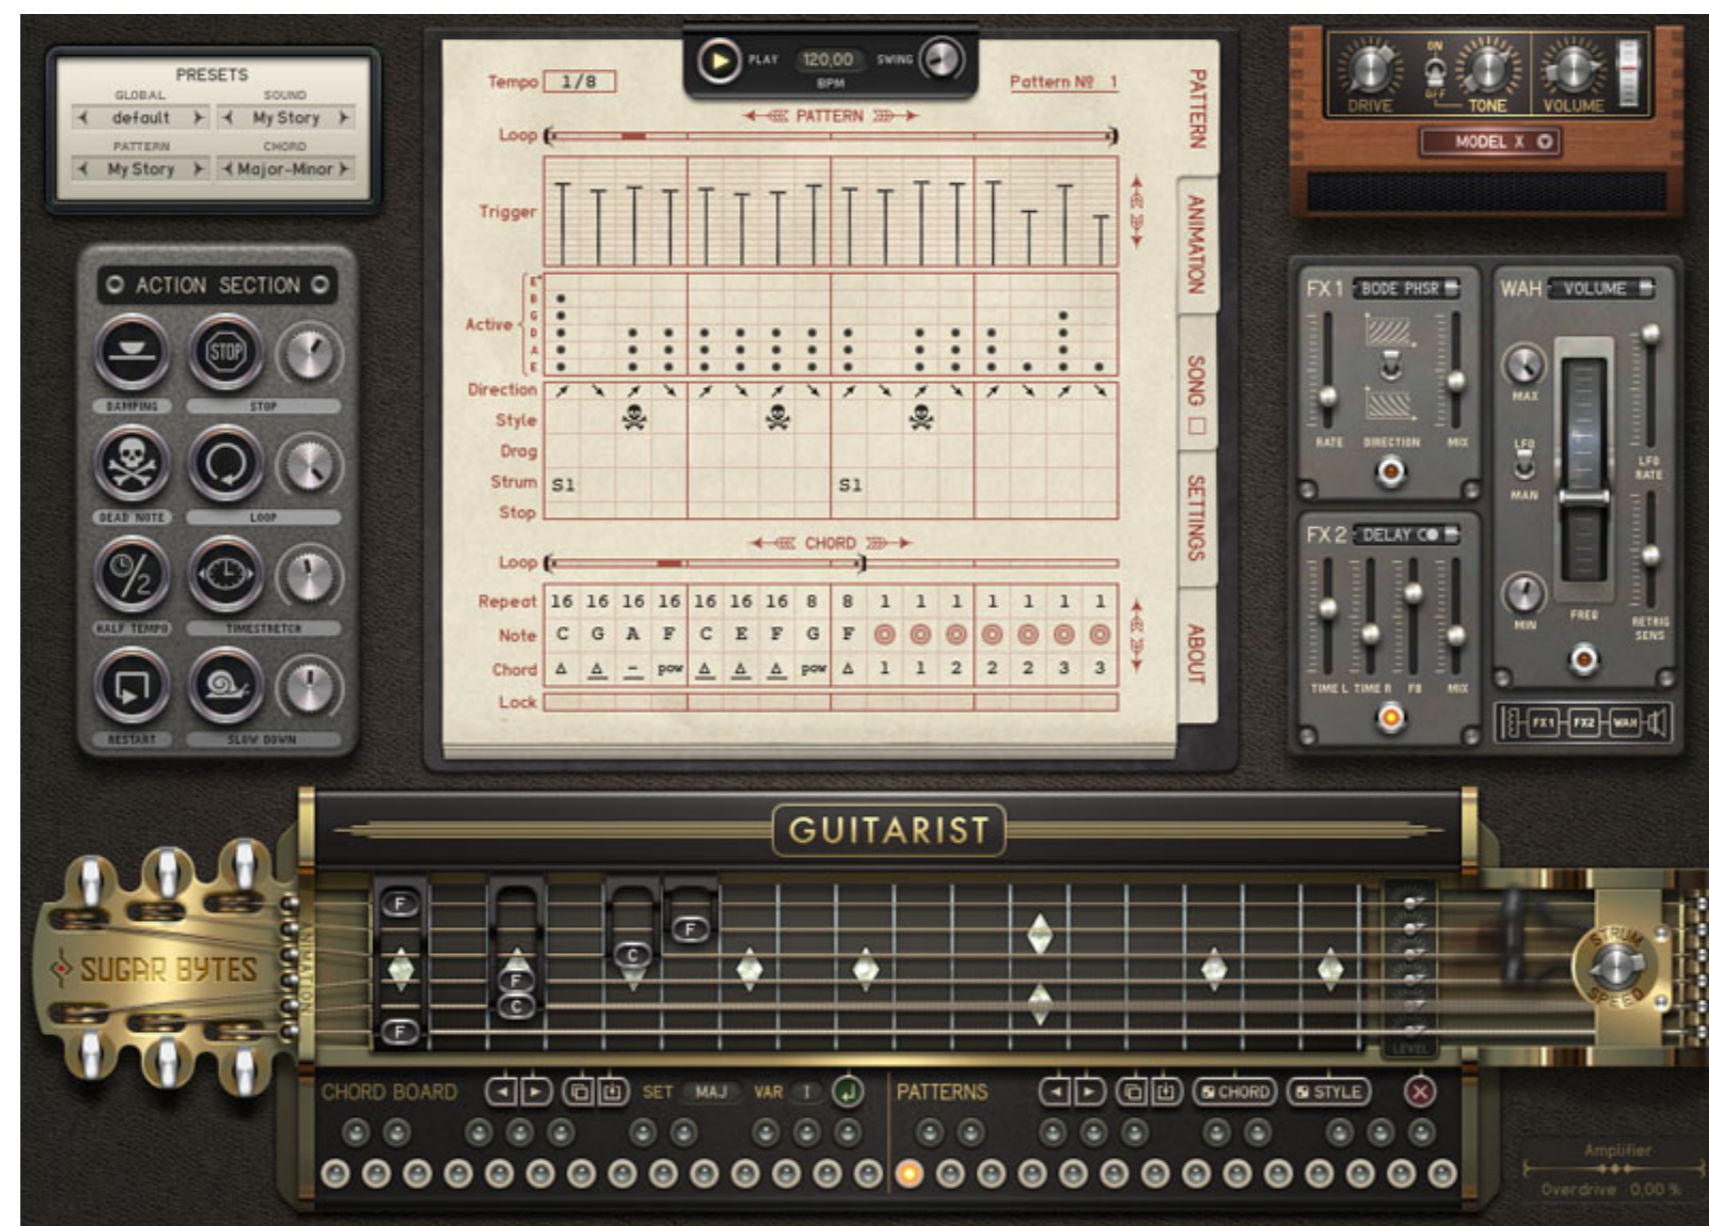 PRESETS
GLOBAL SOUND
default My Story
PATTERN CHORD
My Story Major-Minor
PLAY 120,00 SWING
BPM
Tempo 1/8 Pattern № 1
PATTERN
Loop
Trigger
E'
B
G
Active D
A
E
Direction
Style
Drag
Strum S1 S1
Stop
CHORD
Loop
Repeat 16 16 16 16 16 16 16 8 8 1 1 1 1 1 1 1
Note C G A F C E F G F
Chord Δ Δ – pow Δ Δ Δ pow Δ 1 1 2 2 2 3 3
Lock
PATTERN
ANIMATION
SONG
SETTINGS
ABOUT
ON
OFF
DRIVE TONE VOLUME
MODEL X
ACTION SECTION
STOP
DAMPING STOP
DEAD NOTE LOOP
/2
HALF TEMPO TIMESTRETCH
RESTART SLOW DOWN
FX1 BODE PHSR
RATE DIRECTION MIX
FX2 DELAY CO
TIME L TIME R FB MIX
WAH VOLUME
MAX
LFO
MAN
MIN
FREQ
LFO
RATE
RETRIG
SENS
FX1 FX2 WAH
GUITARIST
SUGAR BYTES
ANIMATION
F
F
C F
F
C
F
LEVEL
STRUM
SPEED
CHORD BOARD SET MAJ VAR I
PATTERNS CHORD STYLE
Amplifier
Overdrive 0,00 %